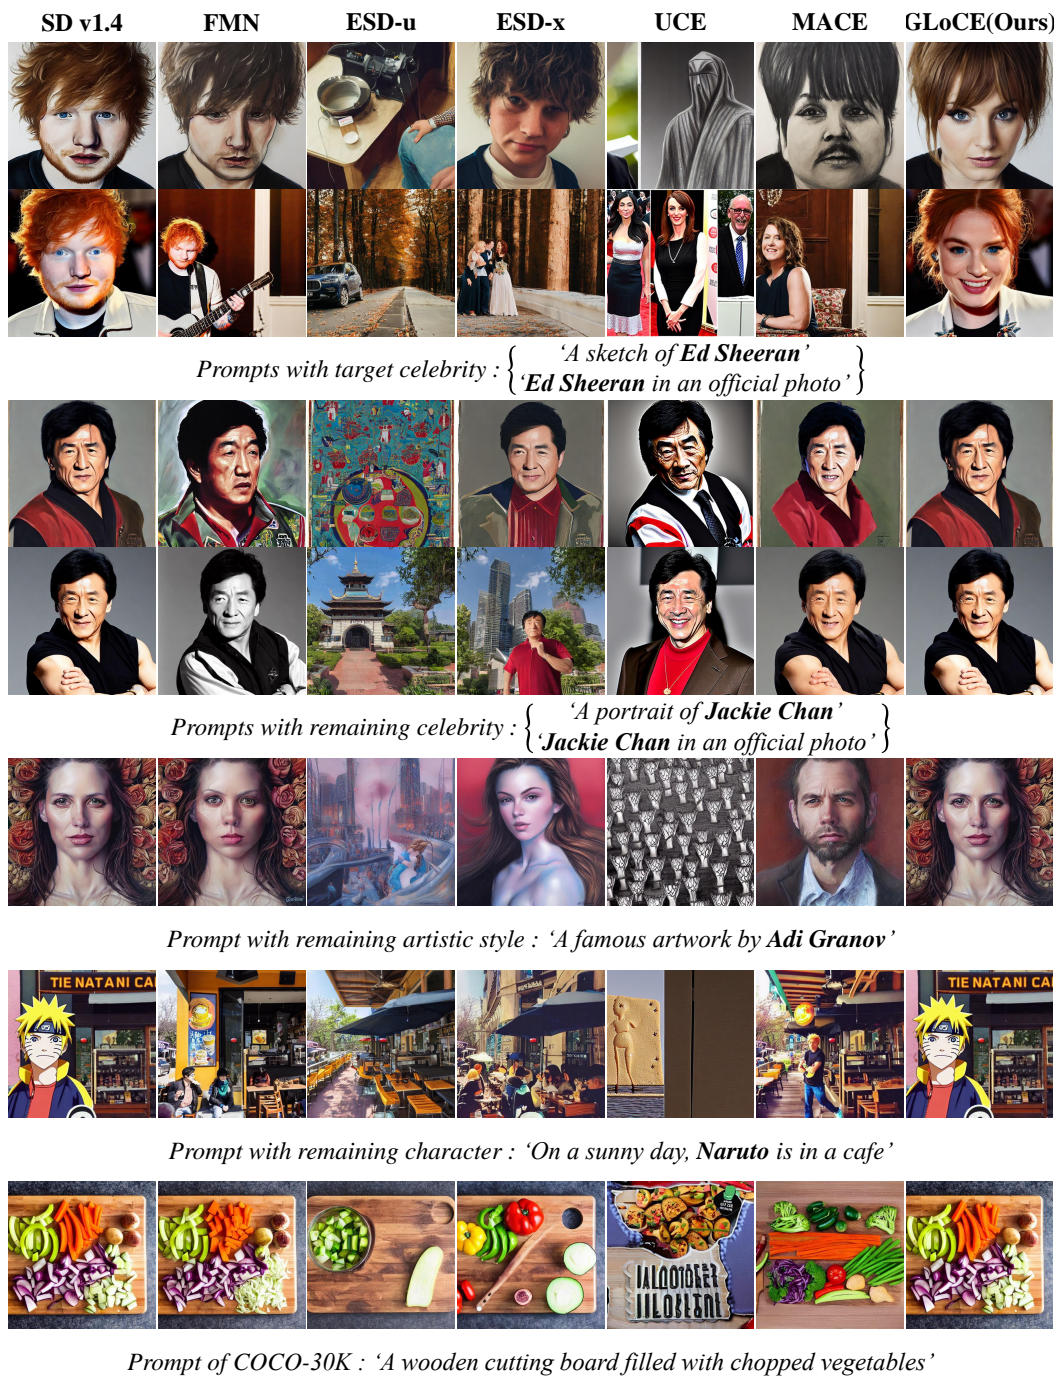 SD v1.4 FMN ESD-u ESD-x UCE MACE GLoCE(Ours)
Prompts with target celebrity : { 'A sketch of Ed Sheeran'
'Ed Sheeran in an official photo' }
Prompts with remaining celebrity : { 'A portrait of Jackie Chan'
'Jackie Chan in an official photo' }
Prompt with remaining artistic style : 'A famous artwork by Adi Granov'
TIE NATANI CA TIE NATANI CA
Prompt with remaining character : 'On a sunny day, Naruto is in a cafe'
Prompt of COCO-30K : 'A wooden cutting board filled with chopped vegetables'